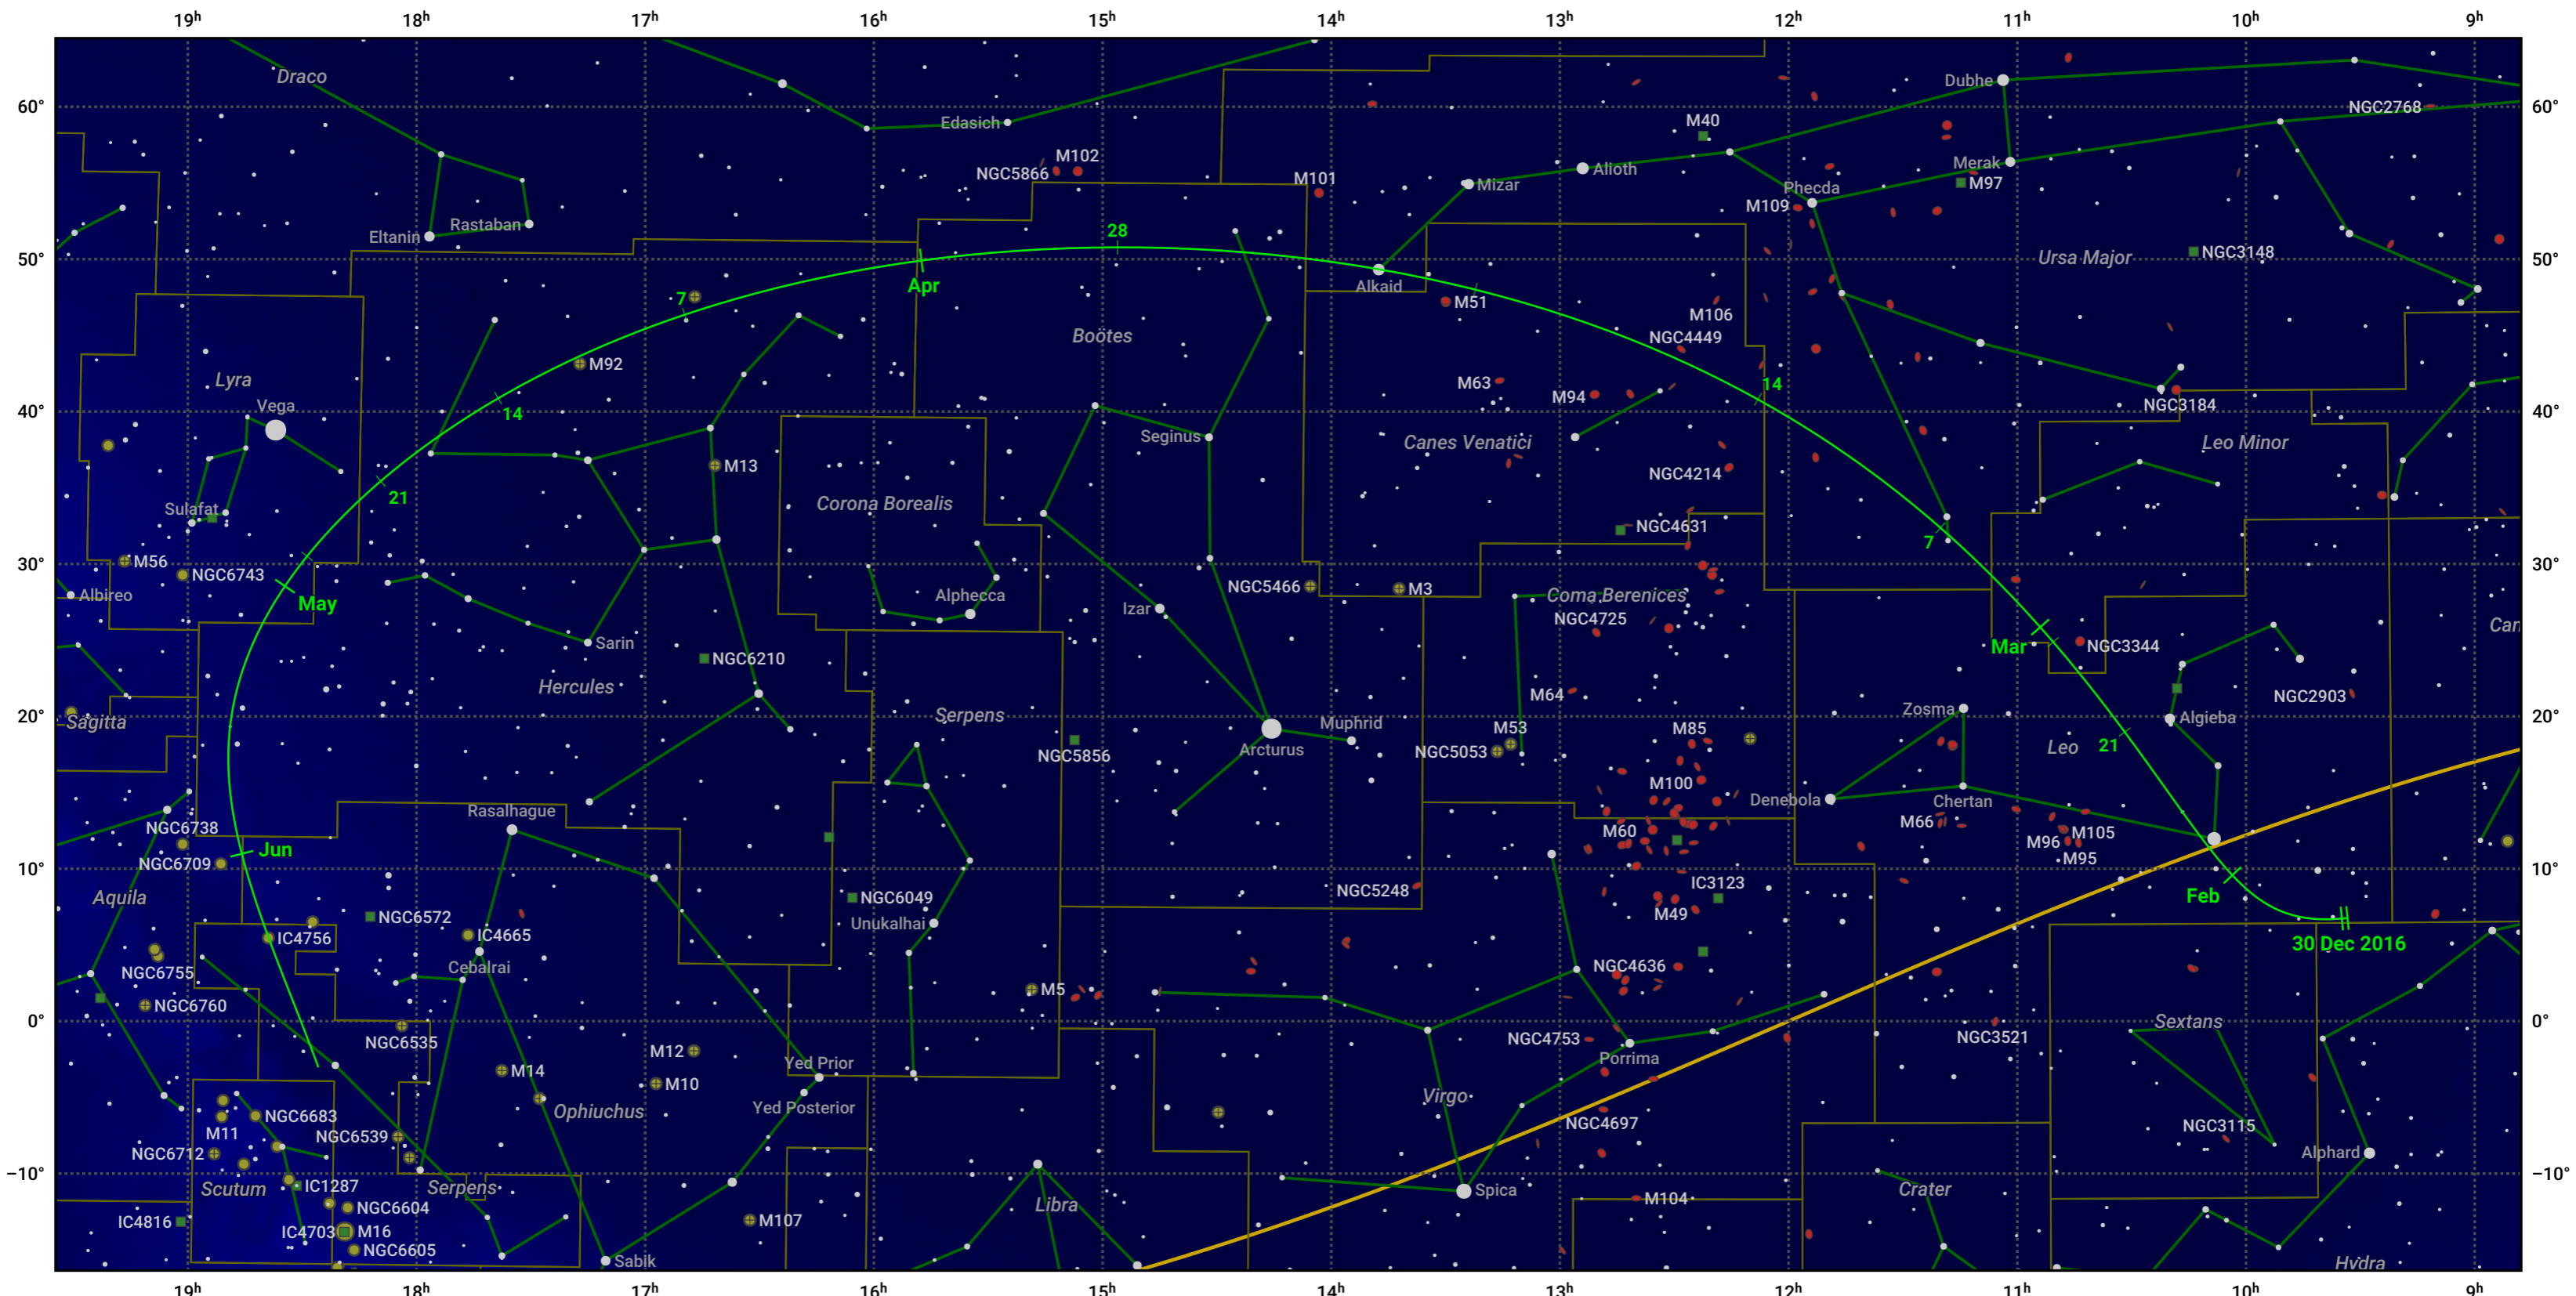 19h 18h 17h 16h 15h 14h 13h 12h 11h 10h 9h
Draco
Dubhe
60° NGC2768 60°
Edasich
M40
M102
Alioth
Merak
NGC5866
M101
Mizar
Phecda
M97
M109
Rastaban
Eltanin
28
Ursa Major
NGC3148
50° 50°
Apr
Alkaid
7
M51
M106
Boötes
NGC4449
M92
Lyra
M63
14
Vega
M94
NGC3184
40° 14 40°
Seginus
Canes Venatici
Leo Minor
M13
NGC4214
21
Corona Borealis
Sulafat
NGC4631
7
30° M56 30°
NGC6743
NGC5466
M3
Albireo
May
Alphecca
Izar
Coma Berenices
NGC4725
Can
Sarin
Mar
NGC3344
NGC6210
Hercules
M64
NGC2903
Zosma
Serpens
Algieba
20° Sagitta 20°
Muphrid
M53
M85
Arcturus
NGC5053
NGC5856
21
Leo
M100
Denebola
Chertan
Rasalhague
NGC6738
M60
M66
M105
M96
Jun
M95
10° NGC6709 10°
Aquila
NGC6049
NGC5248
IC3123
Feb
NGC6572
Unukalhai
M49
IC4756
IC4665
30 Dec 2016
NGC6755
Cebalrai
NGC4636
M5
NGC6760
0° 0°
Sextans
NGC6535
NGC4753
NGC3521
M12
Yed Prior
Porrima
M14
M10
Virgo
Ophiuchus
Yed Posterior
NGC6683
M11
NGC6539
NGC4697
NGC3115
NGC6712
Alphard
−10° −10°
Scutum
IC1287
Serpens
Spica
Crater
Libra
M104
NGC6604
IC4816
M107
IC4703
M16
NGC6605
Sabik
Hydra
19h 18h 17h 16h 15h 14h 13h 12h 11h 10h 9h